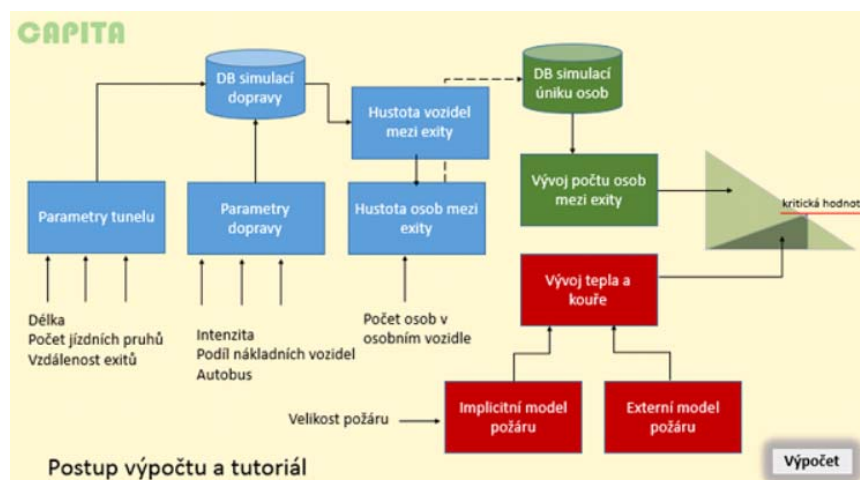 CAPITA
DB simulací
dopravy
DB simulací
úniku osob
Hustota vozidel
mezi exity
Parametry tunelu
Parametry
dopravy
Hustota osob mezi
exity
Vývoj počtu osob
mezi exity
kritická hodnot
Vývoj tepla a
kouře
Délka
Počet jízdních pruhů
Vzdálenost exitů
Intenzita
Podíl nákladních vozidel
Autobus
Počet osob v
osobním vozidle
Velikost požáru
Implicitní model
požáru
Externí model
požáru
Postup výpočtu a tutoriál
Výpočet